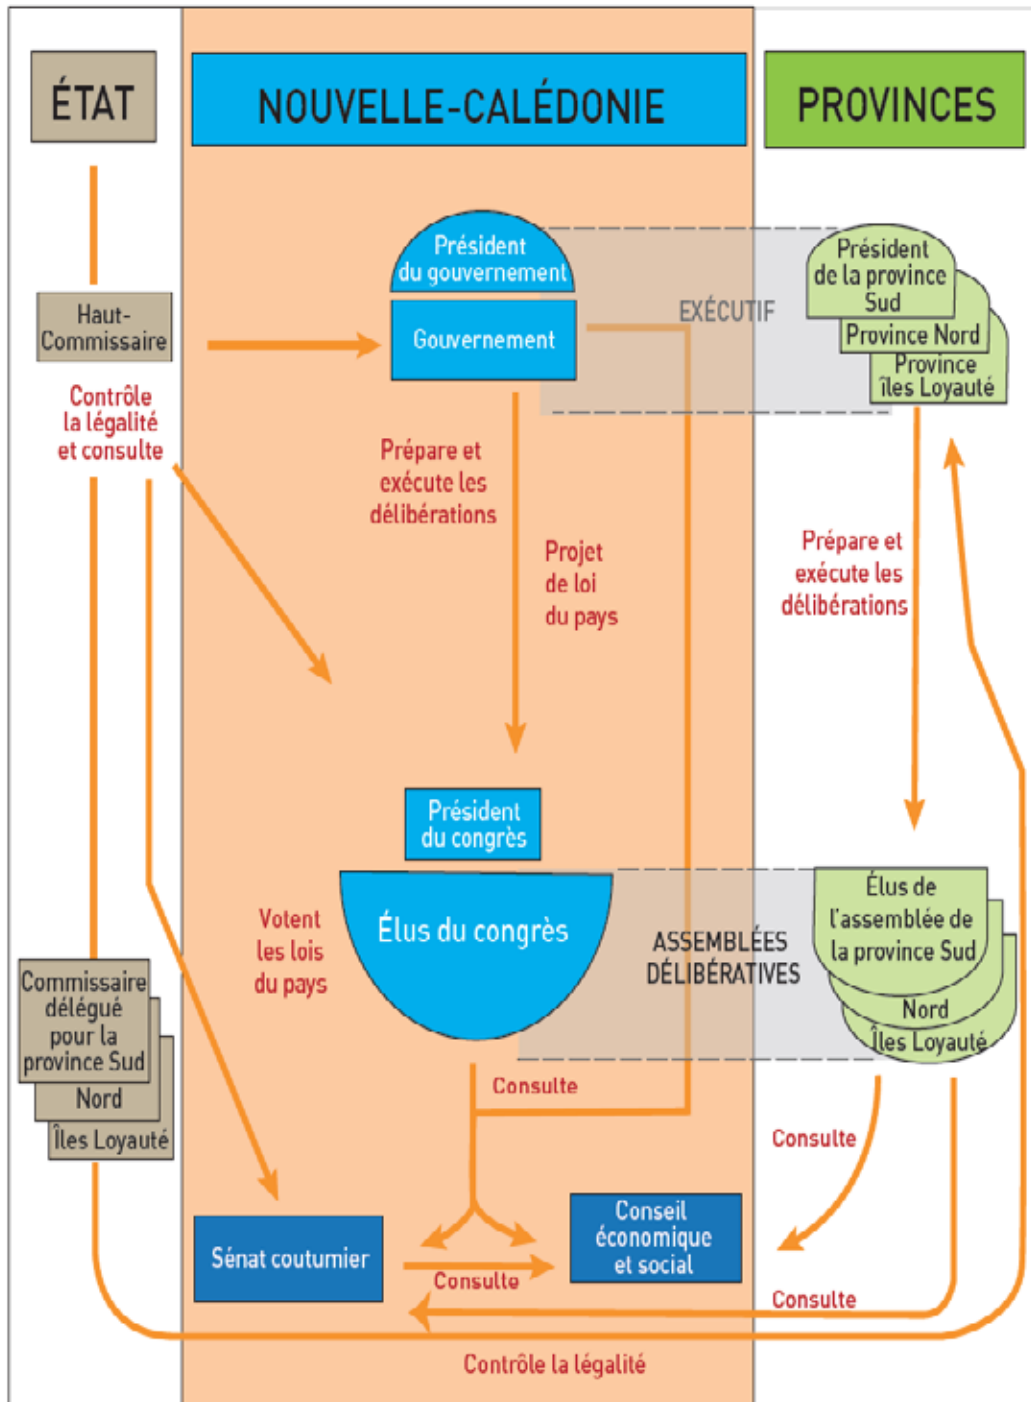 ÉTAT
NOUVELLE-CALÉDONIE
PROVINCES
Président
du gouvernement
Gouvernement
EXÉCUTIF
Président
de la province
Sud
Province Nord
Province
îles Loyauté
Haut-
Commissaire
Contrôle
la légalité
et consulte
Prépare et
exécute les
délibérations
Projet
de loi
du pays
Prépare et
exécute les
délibérations
Président
du congrès
Élus du congrès
Votent
les lois
du pays
ASSEMBLÉES
DÉLIBÉRATIVES
Élus de
l'assemblée de
la province Sud
Nord
Îles Loyauté
Commissaire
délégué
pour la
province Sud
Nord
Îles Loyauté
Consulte
Consulte
Sénat coutumier
Consulte
Conseil
économique
et social
Consulte
Contrôle la légalité